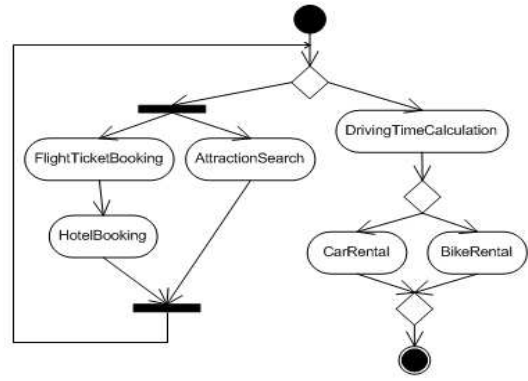 DrivingTimeCalculation
FlightTicketBooking
AttractionSearch
HotelBooking
CarRental
BikeRental